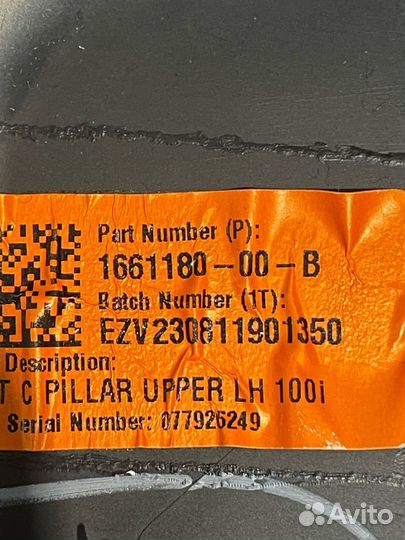 Part Number (P):
1661180-00-B
Batch Number (1T):
EZV230811901350
Description:
T C PILLAR UPPER LH 100i
Serial Number: 077926249
Avito